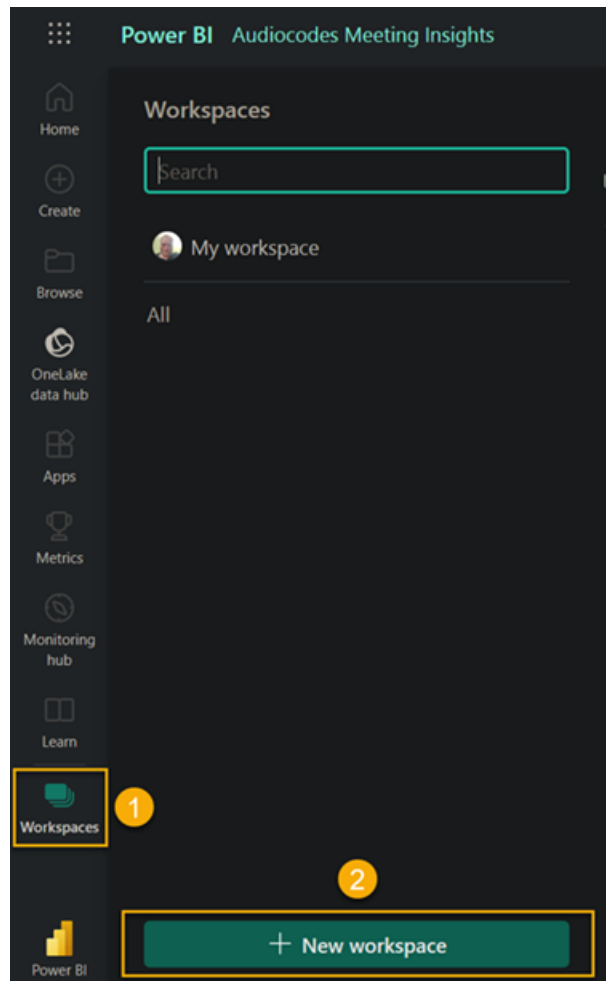 Power BI Audiocodes Meeting Insights
Home
Create
Browse
OneLake
data hub
Apps
Metrics
Monitoring
hub
Learn
Workspaces
Power BI
Workspaces
Search
My workspace
All
1
2
+ New workspace